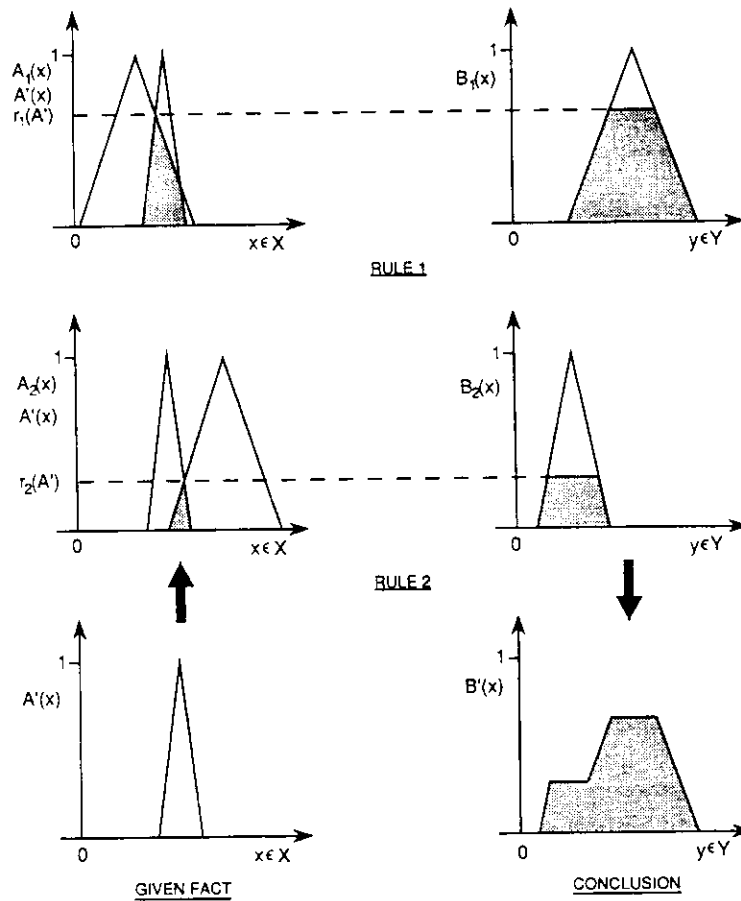 1
A₁(x)
A'(x)
r₁(A')
0
x ϵ X
1
B₁(x)
0
y ϵ Y
RULE 1
1
A₂(x)
A'(x)
r₂(A')
0
x ϵ X
1
B₂(x)
0
y ϵ Y
RULE 2
1
A'(x)
0
x ϵ X
GIVEN FACT
1
B'(x)
0
y ϵ Y
CONCLUSION